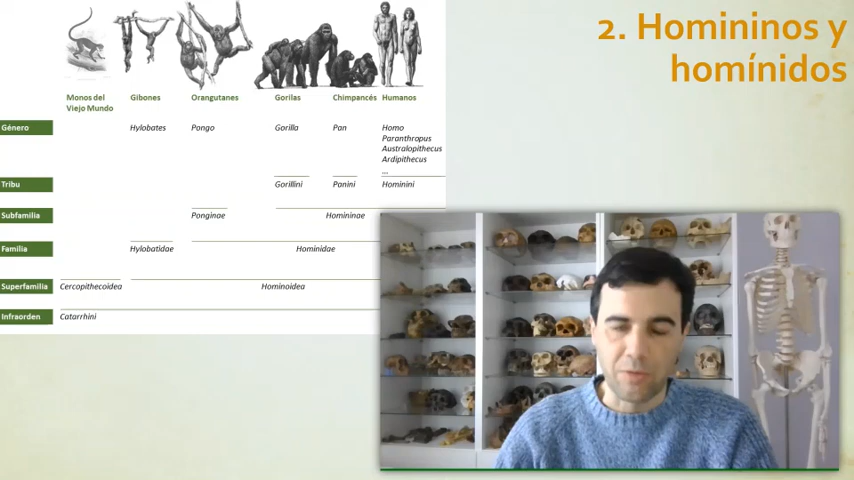 2. Homininos y
homínidos
Monos del
Viejo Mundo
Gibones
Orangutanes
Gorilas
Chimpancés
Humanos
Género
Hylobates
Pongo
Gorilla
Pan
Homo
Paranthropus
Australopithecus
Ardipithecus
...
Tribu
Gorillini
Panini
Hominini
Subfamilia
Ponginae
Homininae
Familia
Hylobatidae
Hominidae
Superfamilia
Cercopithecoidea
Hominoidea
Infraorden
Catarrhini